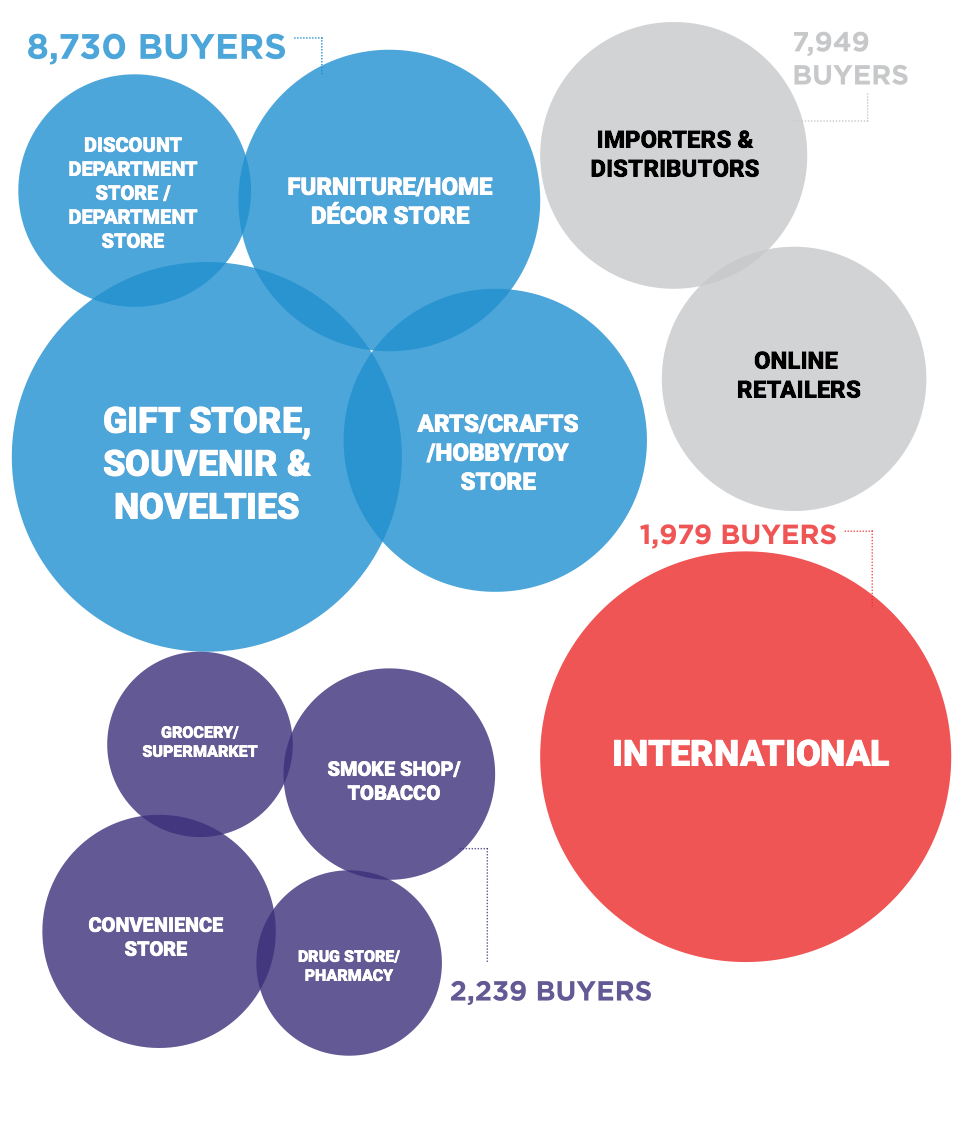 8,730 BUYERS
7,949
BUYERS
DISCOUNT
DEPARTMENT
STORE /
DEPARTMENT
STORE
FURNITURE/HOME
DÉCOR STORE
IMPORTERS &
DISTRIBUTORS
ONLINE
RETAILERS
GIFT STORE,
SOUVENIR &
NOVELTIES
ARTS/CRAFTS
/HOBBY/TOY
STORE
1,979 BUYERS
INTERNATIONAL
GROCERY/
SUPERMARKET
SMOKE SHOP/
TOBACCO
CONVENIENCE
STORE
DRUG STORE/
PHARMACY
2,239 BUYERS